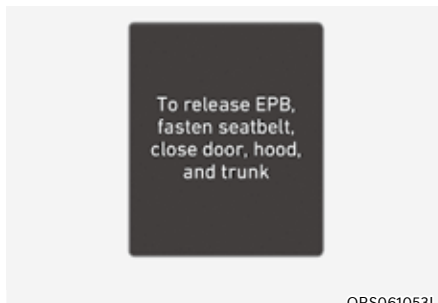 To release EPB,
fasten seatbelt,
close door, hood,
and trunk